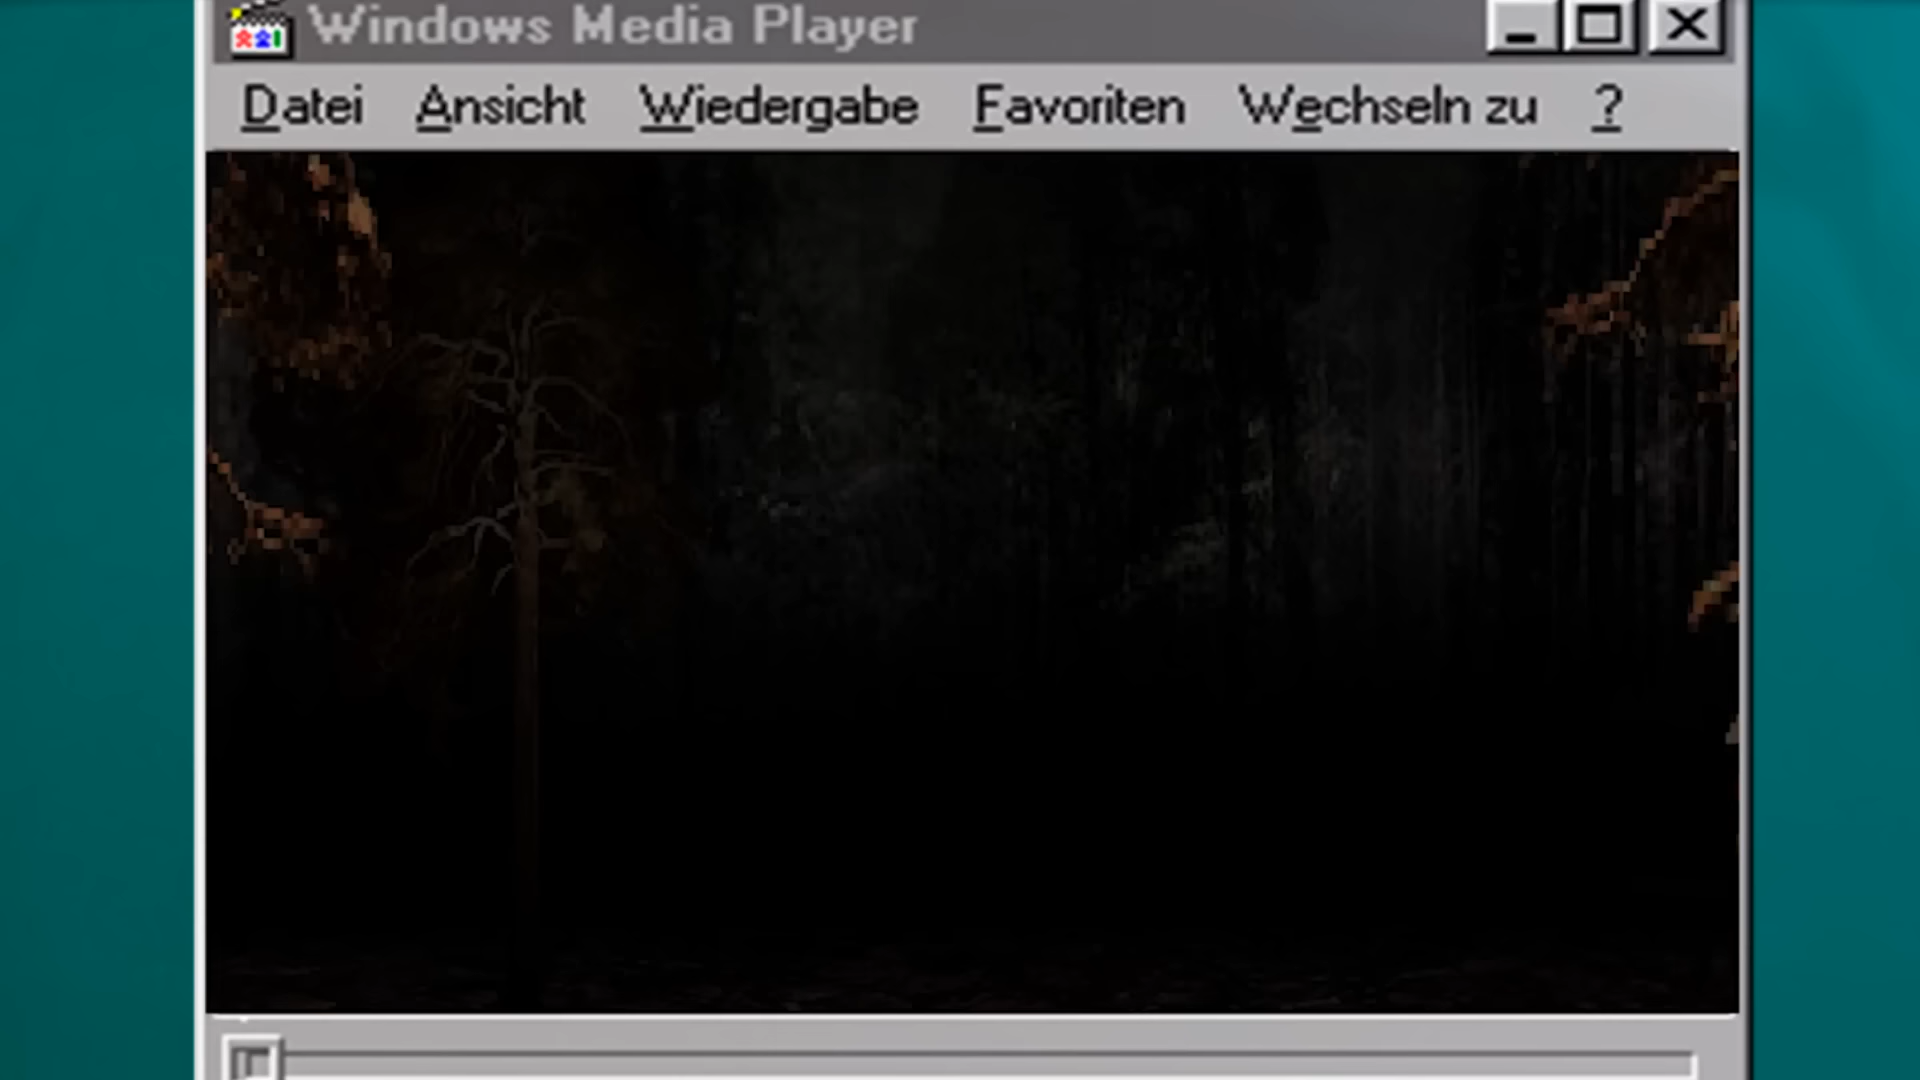 Windows Media Player
Datei Ansicht Wiedergabe Favoriten Wechseln zu ?